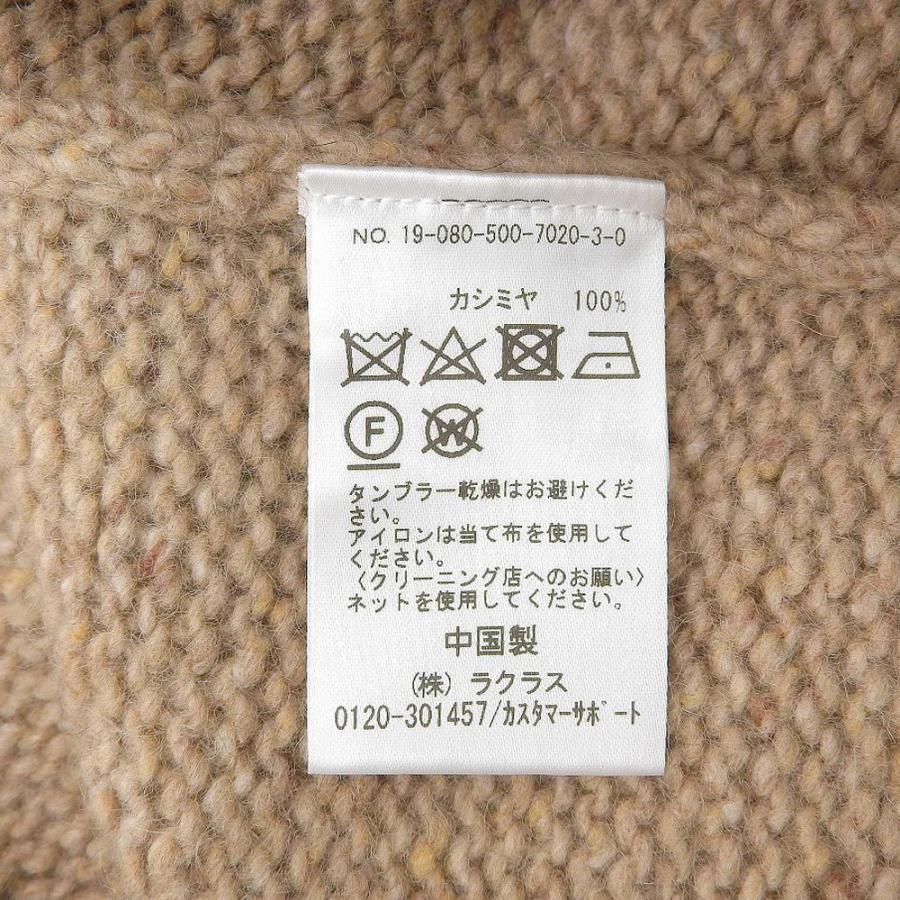 NO. 19-080-500-7020-3-0
カシミヤ 100%
F W
タンブラー乾燥はお避けくだ
さい。
アイロンは当て布を使用して
ください。
〈クリーニング店へのお願い〉
ネットを使用してください。
中国製
(株) ラクラス
0120-301457/ｶｽﾀﾏｰｻﾎﾟｰﾄ